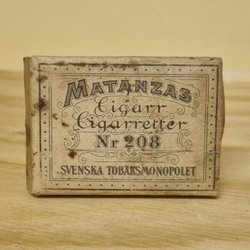 MATANZAS
Cigarr
Cigarretter
Nr 208
SVENSKA TOBAKSMONOPOLET